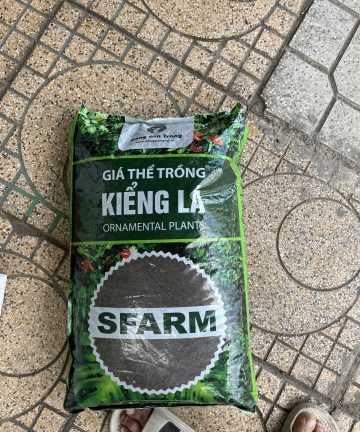 GIÁ THỂ TRỒNG
KIỂNG LÁ
ORNAMENTAL PLANTS
SFARM